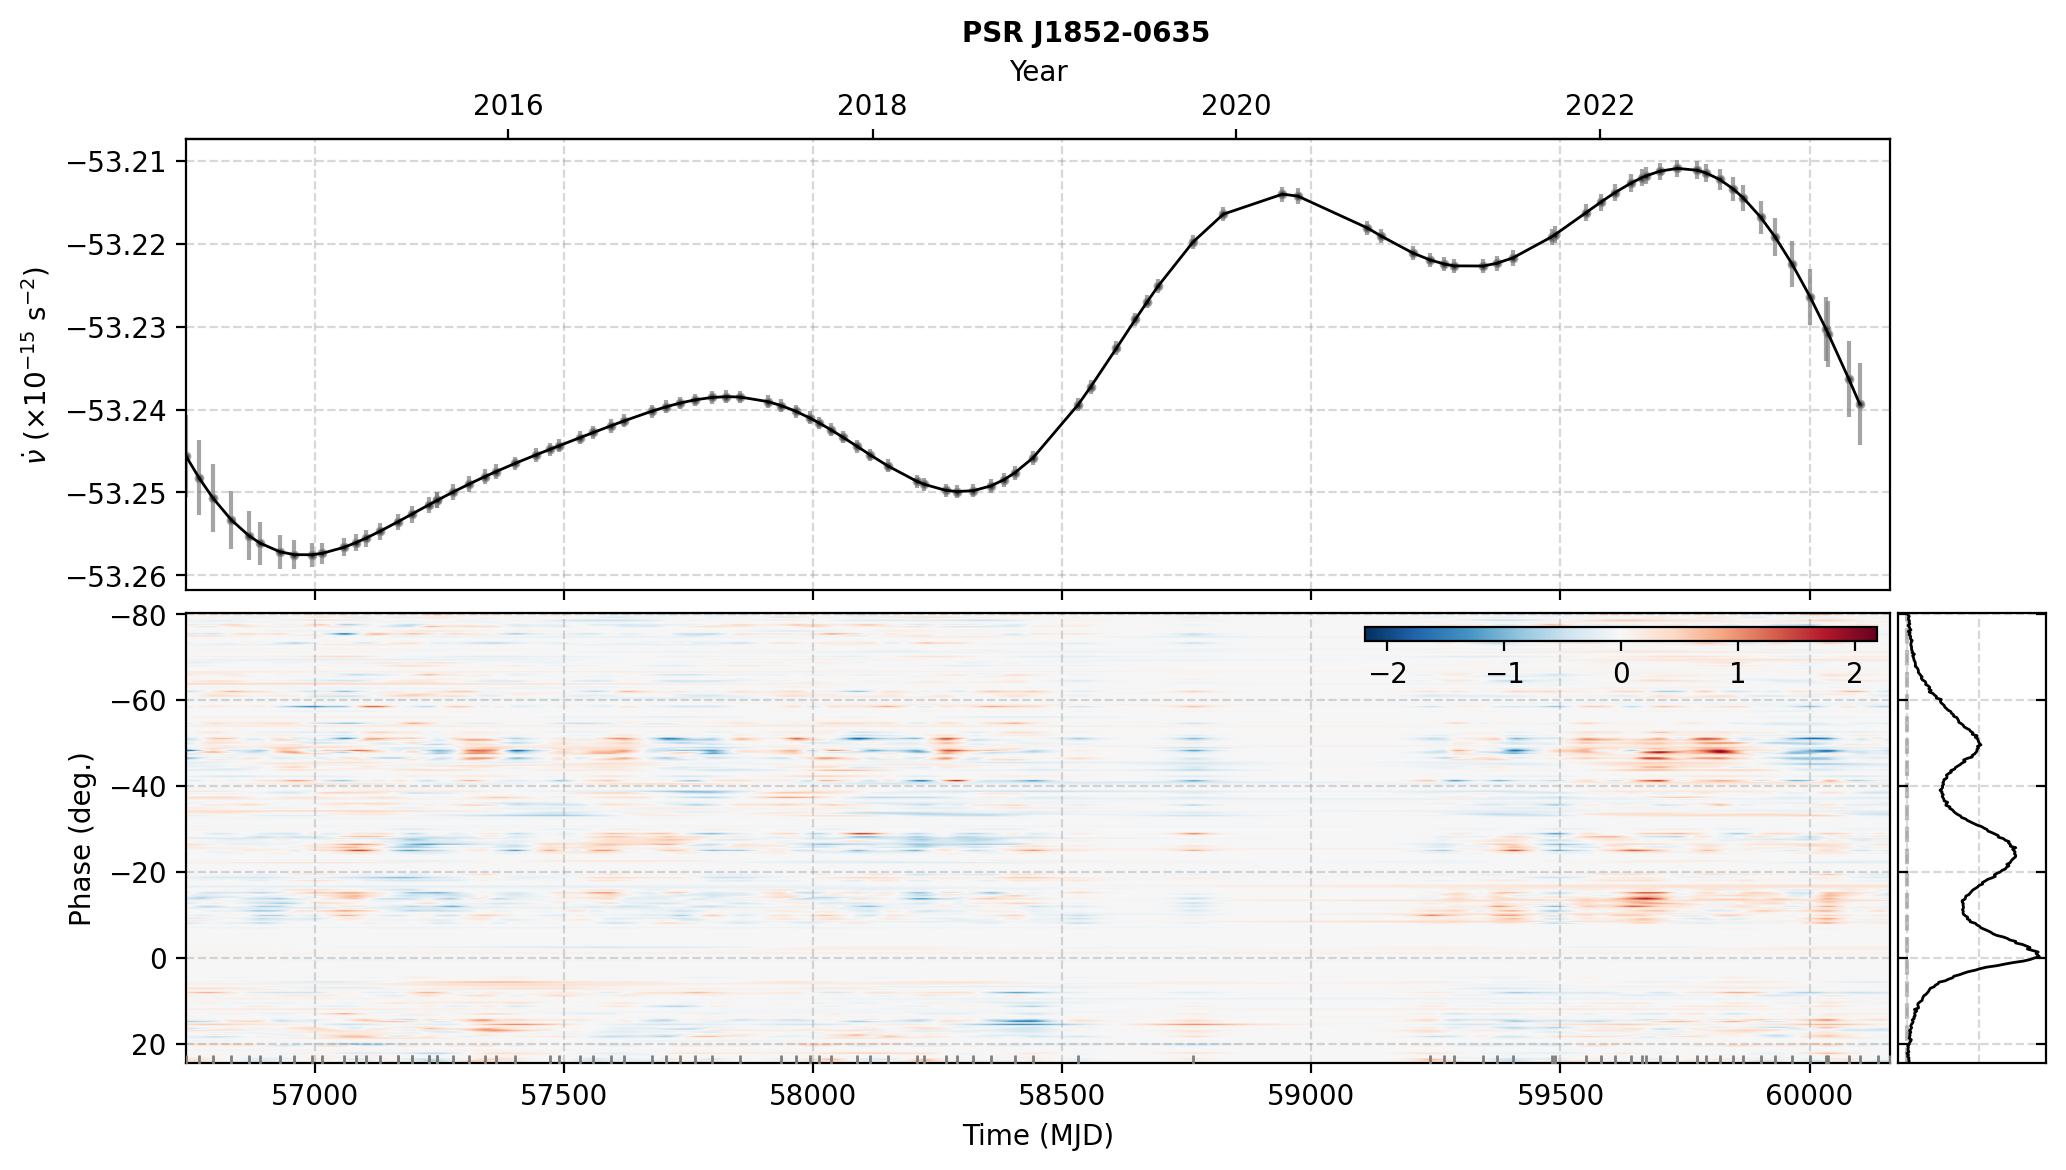 PSR J1852-0635
Year
2016 2018 2020 2022
−53.21
−53.22
−53.23
−53.24
−53.25
−53.26
ν̇ (×10⁻¹⁵ s⁻²)
−80
−60
−40
−20
0
20
Phase (deg.)
−2 −1 0 1 2
57000 57500 58000 58500 59000 59500 60000
Time (MJD)